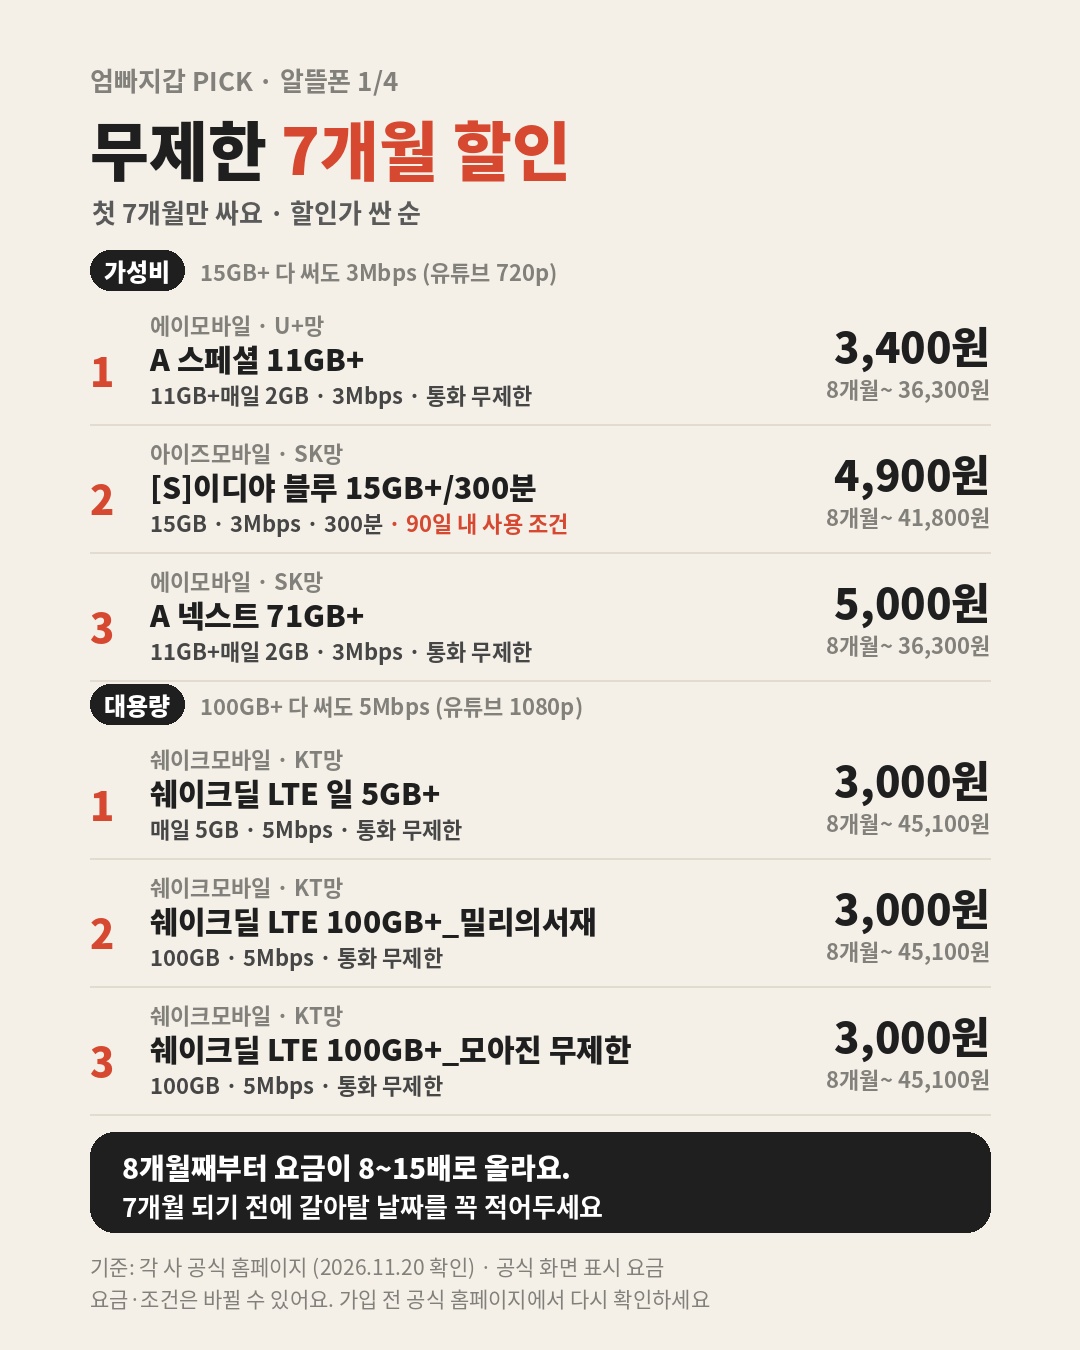 엄빠지갑 PICK · 알뜰폰 1/4
무제한 7개월 할인
첫 7개월만 싸요 · 할인가 싼 순
가성비 15GB+ 다 써도 3Mbps (유튜브 720p)
에이모바일 · U+망
1 A 스페셜 11GB+ 3,400원
11GB+매일 2GB · 3Mbps · 통화 무제한 8개월~ 36,300원
아이즈모바일 · SK망
2 [S]이디야 블루 15GB+/300분 4,900원
15GB · 3Mbps · 300분 · 90일 내 사용 조건 8개월~ 41,800원
에이모바일 · SK망
3 A 넥스트 71GB+ 5,000원
11GB+매일 2GB · 3Mbps · 통화 무제한 8개월~ 36,300원
대용량 100GB+ 다 써도 5Mbps (유튜브 1080p)
쉐이크모바일 · KT망
1 쉐이크딜 LTE 일 5GB+ 3,000원
매일 5GB · 5Mbps · 통화 무제한 8개월~ 45,100원
쉐이크모바일 · KT망
2 쉐이크딜 LTE 100GB+_밀리의서재 3,000원
100GB · 5Mbps · 통화 무제한 8개월~ 45,100원
쉐이크모바일 · KT망
3 쉐이크딜 LTE 100GB+_모아진 무제한 3,000원
100GB · 5Mbps · 통화 무제한 8개월~ 45,100원
8개월째부터 요금이 8~15배로 올라요.
7개월 되기 전에 갈아탈 날짜를 꼭 적어두세요
기준: 각 사 공식 홈페이지 (2026.11.20 확인) · 공식 화면 표시 요금
요금·조건은 바뀔 수 있어요. 가입 전 공식 홈페이지에서 다시 확인하세요